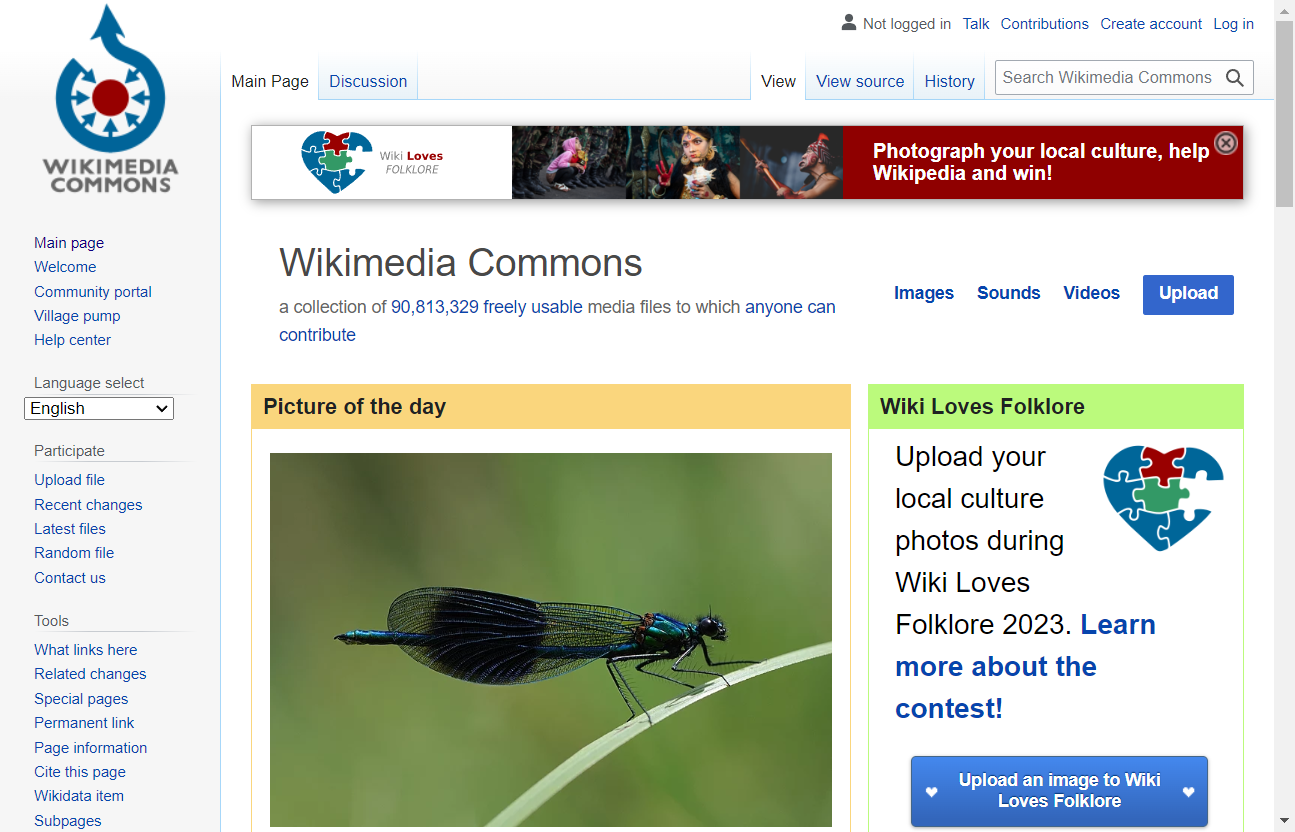 Not logged in Talk Contributions Create account Log in
Main Page Discussion View View source History Search Wikimedia Commons
WIKIMEDIA
COMMONS
Main page
Welcome
Community portal
Village pump
Help center
Language select
English
Participate
Upload file
Recent changes
Latest files
Random file
Contact us
Tools
What links here
Related changes
Special pages
Permanent link
Page information
Cite this page
Wikidata item
Subpages
Wiki Loves
FOLKLORE
Photograph your local culture, help
Wikipedia and win!
Wikimedia Commons
a collection of 90,813,329 freely usable media files to which anyone can
contribute
Images Sounds Videos Upload
Picture of the day
Wiki Loves Folklore
Upload your
local culture
photos during
Wiki Loves
Folklore 2023. Learn
more about the
contest!
Upload an image to Wiki
Loves Folklore